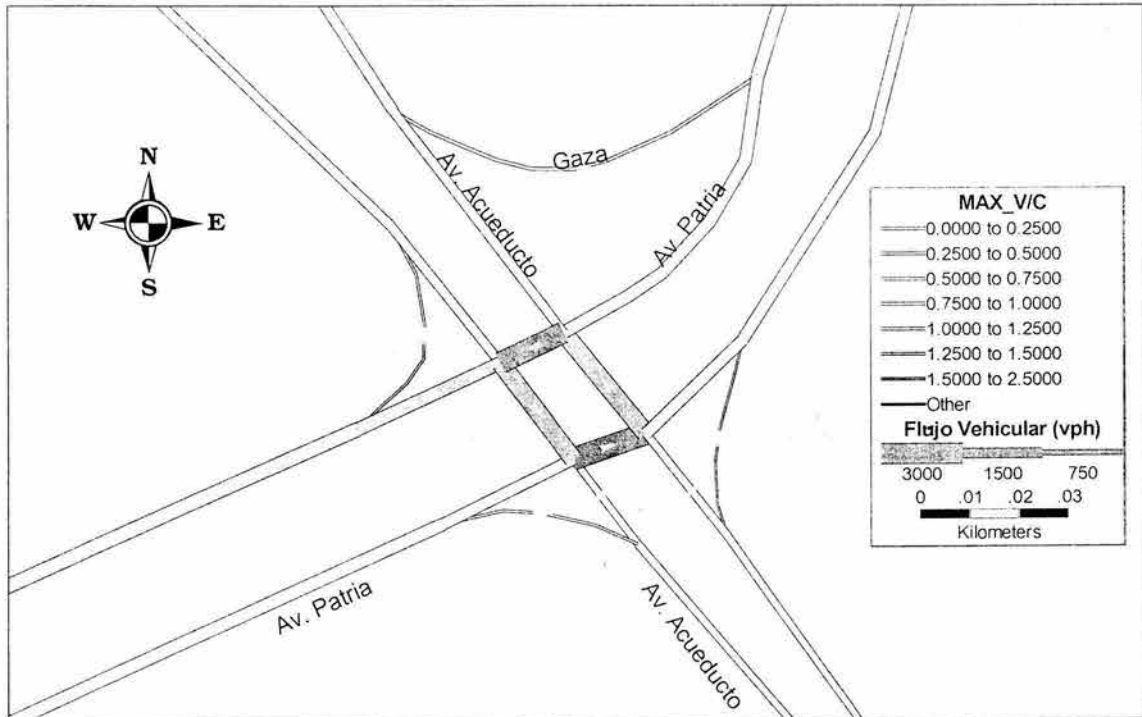 N
W E
S
Av. Acueducto
Gaza
Av. Patria
Av. Patria
Av. Acueducto
MAX_V/C
0.0000 to 0.2500
0.2500 to 0.5000
0.5000 to 0.7500
0.7500 to 1.0000
1.0000 to 1.2500
1.2500 to 1.5000
1.5000 to 2.5000
Other
Flujo Vehicular (vph)
3000 1500 750
0 .01 .02 .03
Kilometers